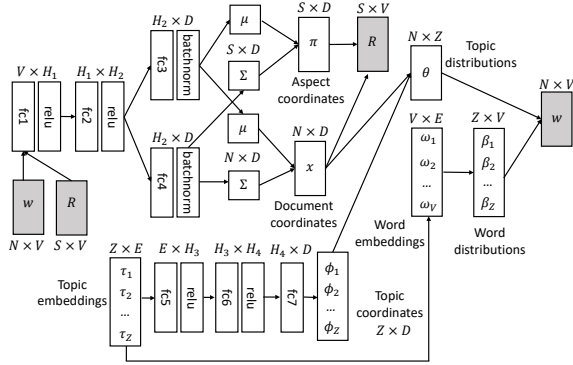 H₂ × D
μ
S × D
S × V
fc3
batchnorm
S × D
π
R
N × Z
Topic
distributions
Σ
Aspect
coordinates
θ
V × H₁
H₁ × H₂
N × V
fc1
relu
fc2
relu
H₂ × D
μ
N × D
V × E
Z × V
w
fc4
batchnorm
N × D
Σ
x
ω₁
ω₂
...
ω_V
β₁
β₂
...
β_Z
w
R
Document
coordinates
N × V
S × V
Word
embeddings
Word
distributions
Z × E
E × H₃
H₃ × H₄
H₄ × D
Topic
embeddings
τ₁
τ₂
...
τ_Z
fc5
relu
fc6
relu
fc7
ϕ₁
ϕ₂
...
ϕ_Z
Topic
coordinates
Z × D